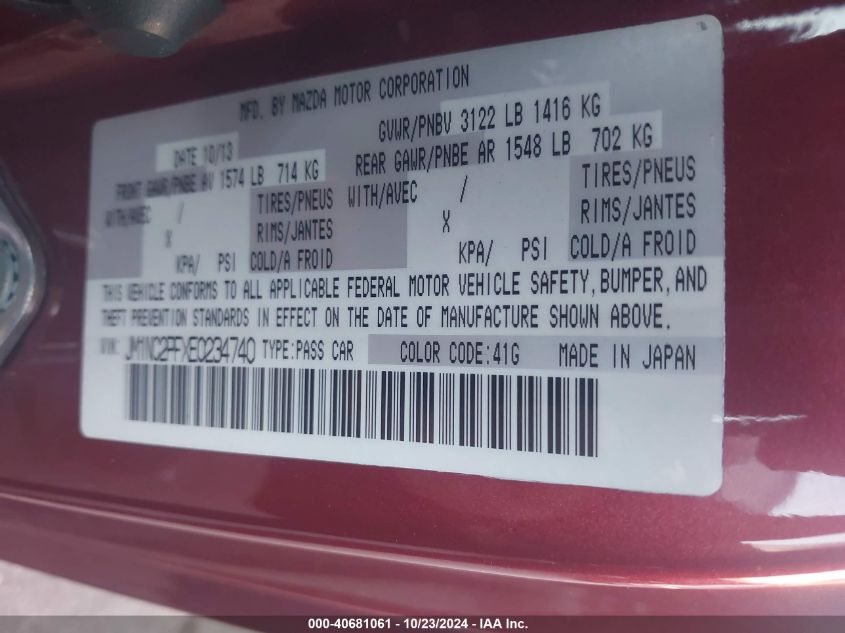 MFD. BY MAZDA MOTOR CORPORATION
DATE 10/13 GVWR/PNBV 3122 LB 1416 KG
FRONT GAWR/PNBE AV 1574 LB 714 KG REAR GAWR/PNBE AR 1548 LB 702 KG
WITH/AVEC / TIRES/PNEUS WITH/AVEC / TIRES/PNEUS
X RIMS/JANTES X RIMS/JANTES
KPA/ PSI COLD/A FROID KPA/ PSI COLD/A FROID
THIS VEHICLE CONFORMS TO ALL APPLICABLE FEDERAL MOTOR VEHICLE SAFETY, BUMPER, AND
THEFT PREVENTION STANDARDS IN EFFECT ON THE DATE OF MANUFACTURE SHOWN ABOVE.
VIN: JM1NC2PFXE0234740 TYPE:PASS CAR COLOR CODE:41G MADE IN JAPAN
000-40681061 - 10/23/2024 - IAA Inc.